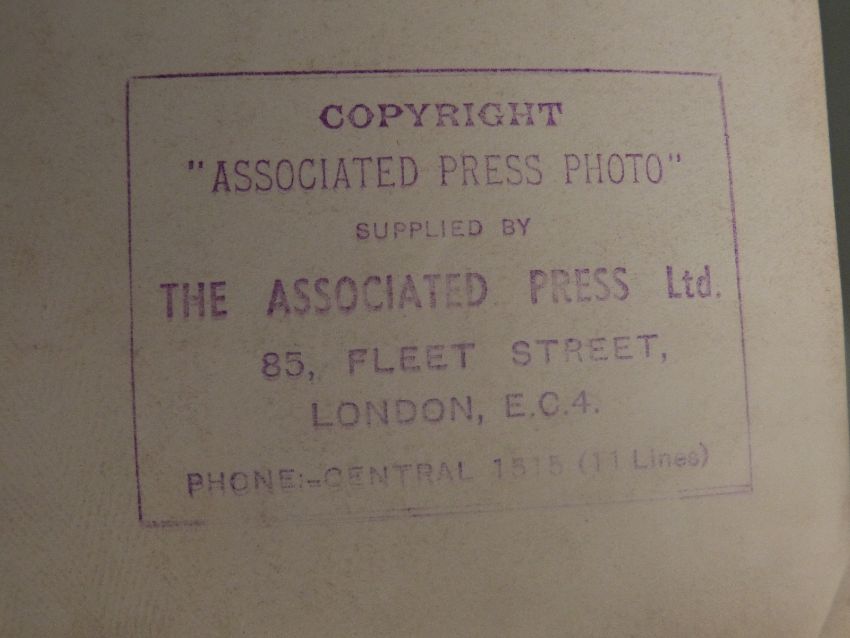 COPYRIGHT
"ASSOCIATED PRESS PHOTO"
SUPPLIED BY
THE ASSOCIATED PRESS Ltd.
85, FLEET STREET,
LONDON, E.C.4.
PHONE:-CENTRAL 1515 (11 Lines)